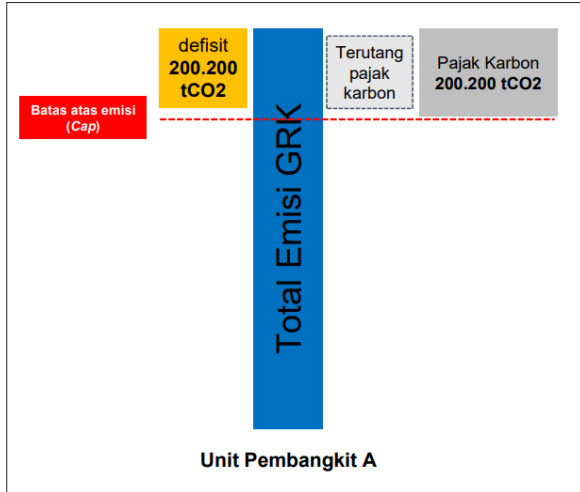 defisit
200.200
tCO2
Terutang
pajak
karbon
Pajak Karbon
200.200 tCO2
Batas atas emisi
(Cap)
Total Emisi GRK
Unit Pembangkit A